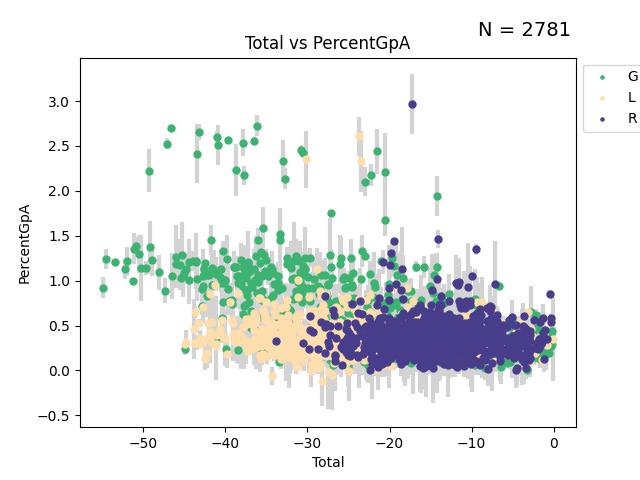 N = 2781
Total vs PercentGpA
G
L
R
3.0
2.5
2.0
1.5
1.0
0.5
0.0
−0.5
PercentGpA
−50 −40 −30 −20 −10 0
Total